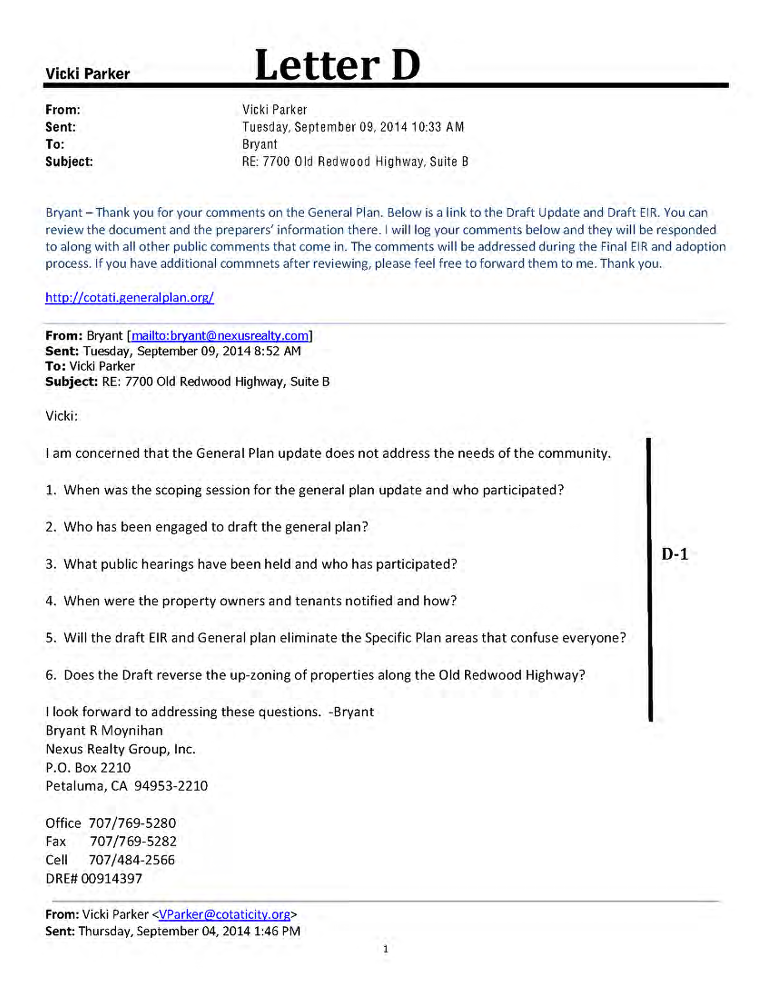 Vicki Parker
Letter D
From: Vicki Parker
Sent: Tuesday, September 09, 2014 10:33 AM
To: Bryant
Subject: RE: 7700 Old Redwood Highway, Suite B
Bryant – Thank you for your comments on the General Plan. Below is a link to the Draft Update and Draft EIR. You can
review the document and the preparers' information there. I will log your comments below and they will be responded
to along with all other public comments that come in. The comments will be addressed during the Final EIR and adoption
process. If you have additional commnets after reviewing, please feel free to forward them to me. Thank you.
http://cotati.generalplan.org/
From: Bryant [mailto:bryant@nexusrealty.com]
Sent: Tuesday, September 09, 2014 8:52 AM
To: Vicki Parker
Subject: RE: 7700 Old Redwood Highway, Suite B
Vicki:
I am concerned that the General Plan update does not address the needs of the community.
1. When was the scoping session for the general plan update and who participated?
2. Who has been engaged to draft the general plan?
3. What public hearings have been held and who has participated?
D-1
4. When were the property owners and tenants notified and how?
5. Will the draft EIR and General plan eliminate the Specific Plan areas that confuse everyone?
6. Does the Draft reverse the up-zoning of properties along the Old Redwood Highway?
I look forward to addressing these questions. -Bryant
Bryant R Moynihan
Nexus Realty Group, Inc.
P.O. Box 2210
Petaluma, CA 94953-2210
Office 707/769-5280
Fax 707/769-5282
Cell 707/484-2566
DRE# 00914397
From: Vicki Parker <VParker@cotaticity.org>
Sent: Thursday, September 04, 2014 1:46 PM
1